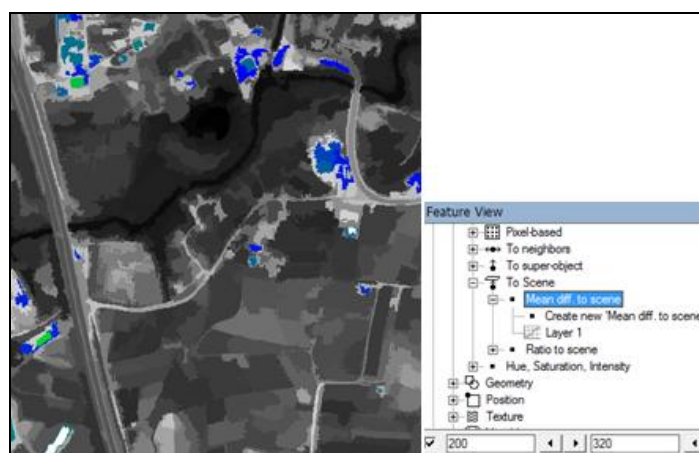 Feature View
Pixel-based
To neighbors
To super-object
To Scene
Mean diff. to scene
Create new 'Mean diff. to scene
Layer 1
Ratio to scene
Hue, Saturation, Intensity
Geometry
Position
Texture
200 320